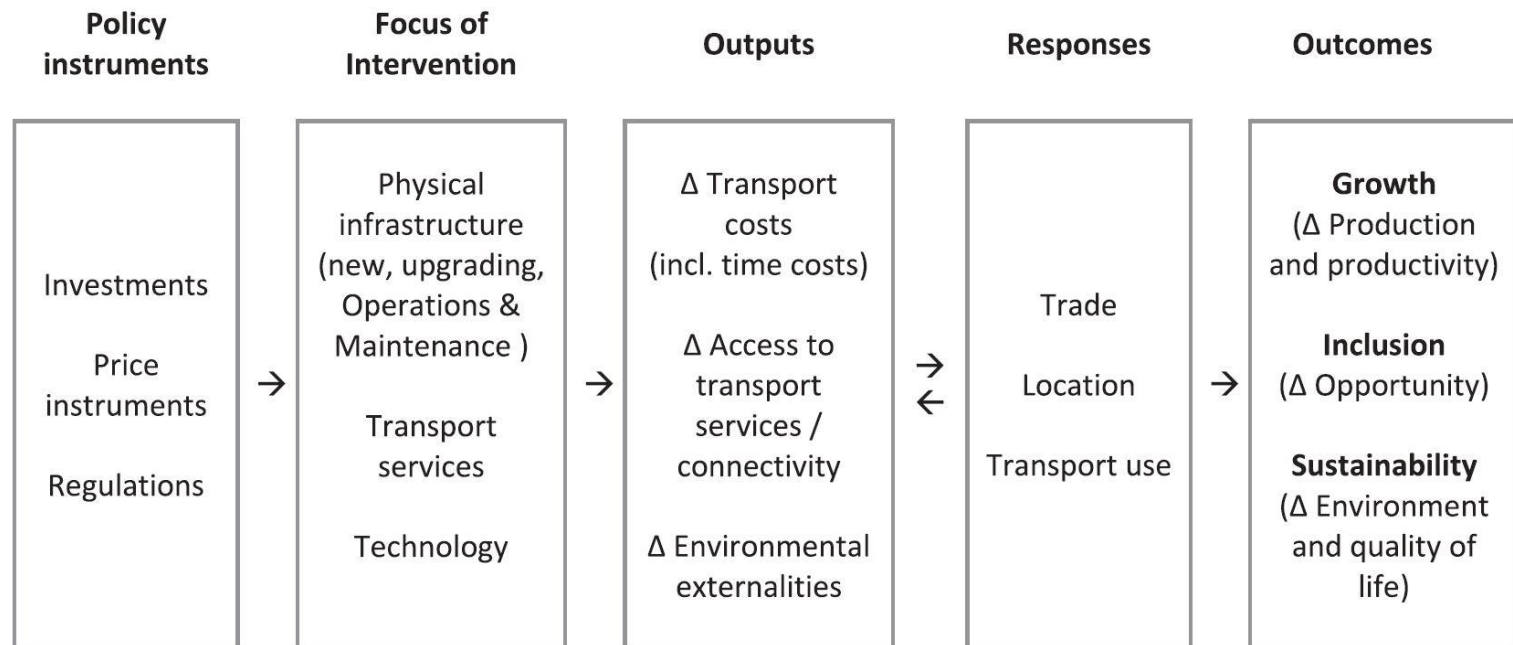 Policy
instruments
Focus of
Intervention
Outputs
Responses
Outcomes
Investments
Price
instruments
Regulations
→
Physical
infrastructure
(new, upgrading,
Operations &
Maintenance )
Transport
services
Technology
→
Δ Transport
costs
(incl. time costs)
Δ Access to
transport
services /
connectivity
Δ Environmental
externalities
→
←
Trade
Location
Transport use
→
Growth
(Δ Production
and productivity)
Inclusion
(Δ Opportunity)
Sustainability
(Δ Environment
and quality of
life)